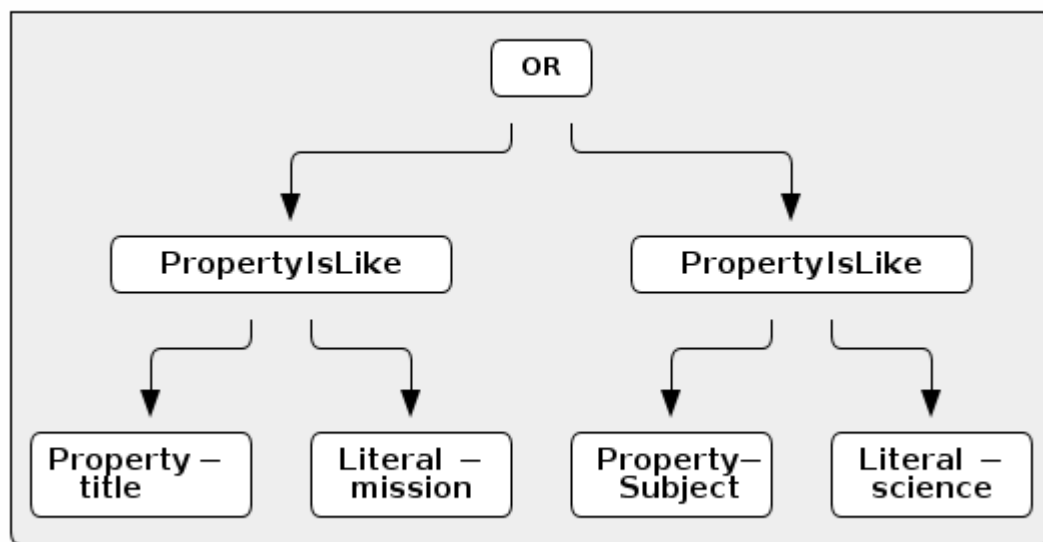 OR
PropertyIsLike
PropertyIsLike
Property –
title
Literal –
mission
Property–
Subject
Literal –
science